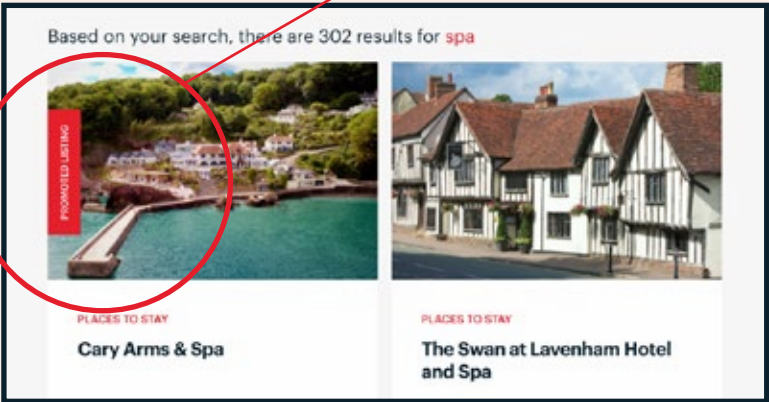 Based on your search, there are 302 results for spa
PROMOTED LISTING
PLACES TO STAY
Cary Arms & Spa
PLACES TO STAY
The Swan at Lavenham Hotel
and Spa